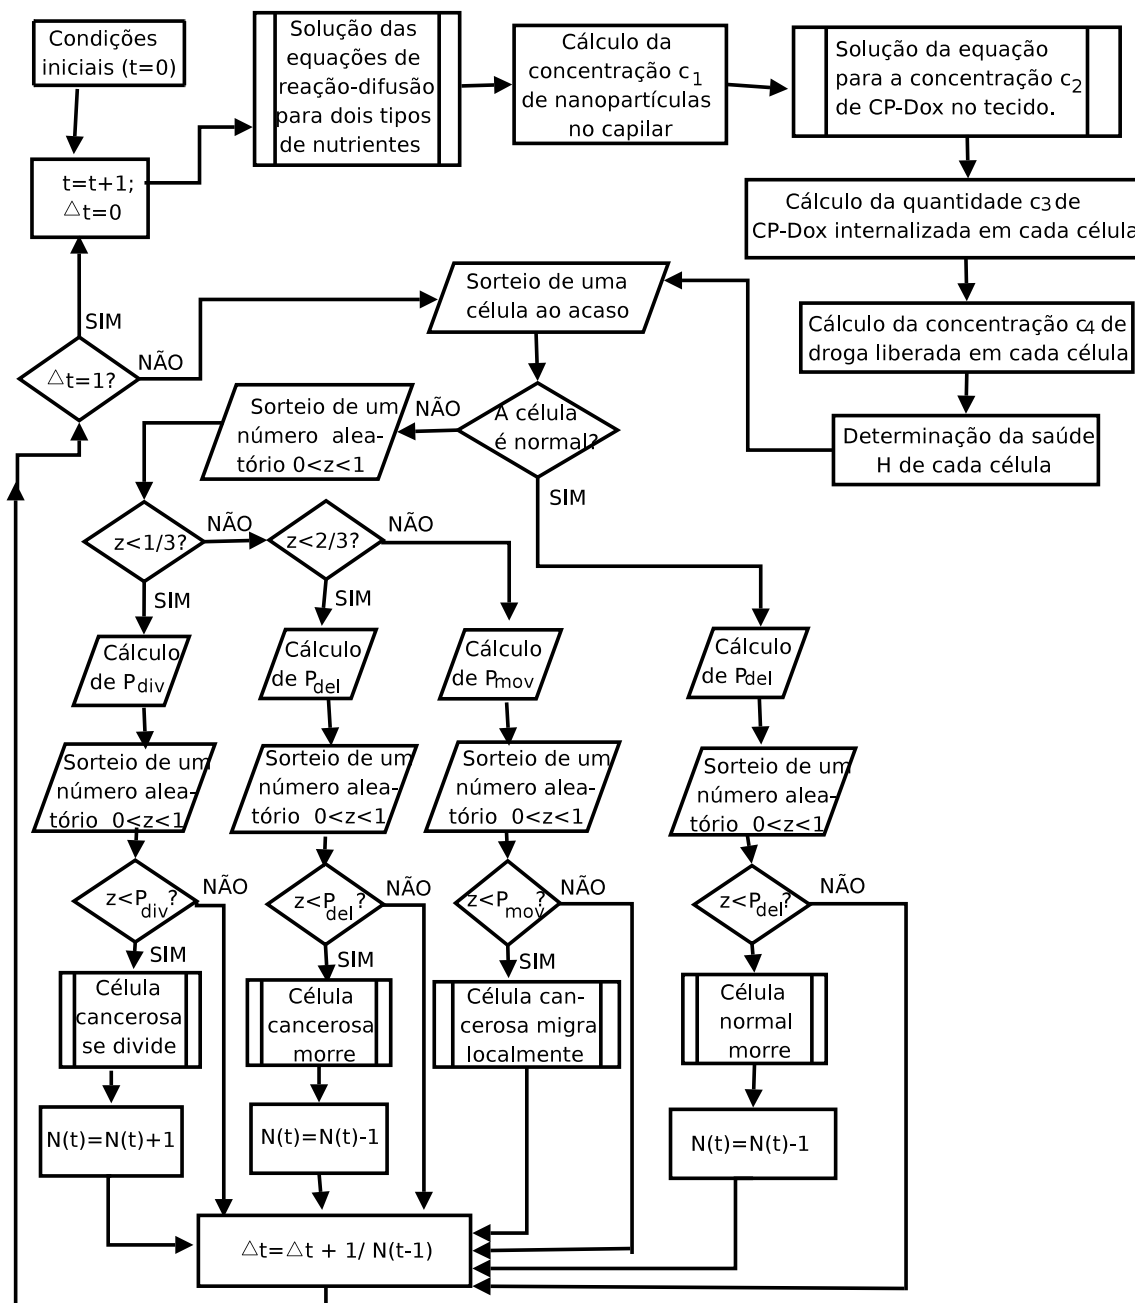 Condições
iniciais (t=0)
Solução das
equações de
reação-difusão
para dois tipos
de nutrientes
Cálculo da
concentração c1
de nanopartículas
no capilar
Solução da equação
para a concentração c2
de CP-Dox no tecido.
t=t+1;
△t=0
Cálculo da quantidade c3 de
CP-Dox internalizada em cada célula
Sorteio de uma
célula ao acaso
SIM
Cálculo da concentração c4 de
droga liberada em cada célula
△t=1?
NÃO
Sorteio de um
número alea-
tório 0<z<1
NÃO
A célula
é normal?
Determinação da saúde
H de cada célula
SIM
z<1/3?
NÃO
z<2/3?
NÃO
SIM
SIM
Cálculo
de Pdiv
Cálculo
de Pdel
Cálculo
de Pmov
Cálculo
de Pdel
Sorteio de um
número alea-
tório 0<z<1
Sorteio de um
número alea-
tório 0<z<1
Sorteio de um
número alea-
tório 0<z<1
Sorteio de um
número alea-
tório 0<z<1
z<Pdiv?
NÃO
z<Pdel?
NÃO
z<Pmov?
NÃO
z<Pdel?
NÃO
SIM
SIM
SIM
SIM
Célula
cancerosa
se divide
Célula
cancerosa
morre
Célula can-
cerosa migra
localmente
Célula
normal
morre
N(t)=N(t)+1
N(t)=N(t)-1
N(t)=N(t)-1
△t=△t + 1/ N(t-1)